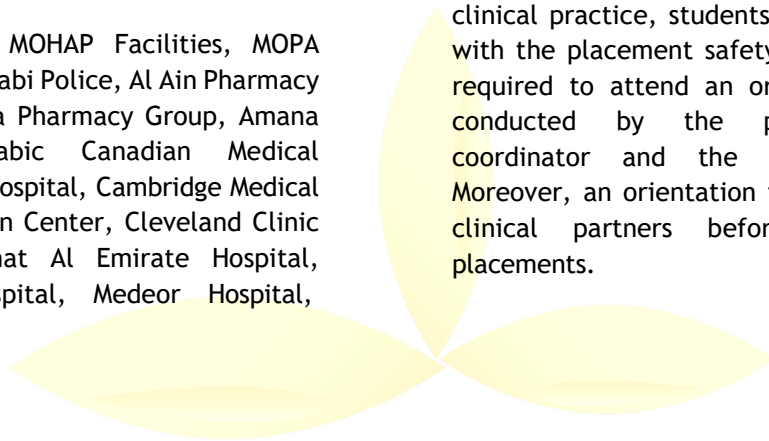 MOHAP Facilities, MOPA
abi Police, Al Ain Pharmacy
a Pharmacy Group, Amana
abic Canadian Medical
ospital, Cambridge Medical
n Center, Cleveland Clinic
nat Al Emirate Hospital,
spital, Medeor Hospital,
clinical practice, students
with the placement safety
required to attend an or
conducted by the p
coordinator and the
Moreover, an orientation
clinical partners befor
placements.